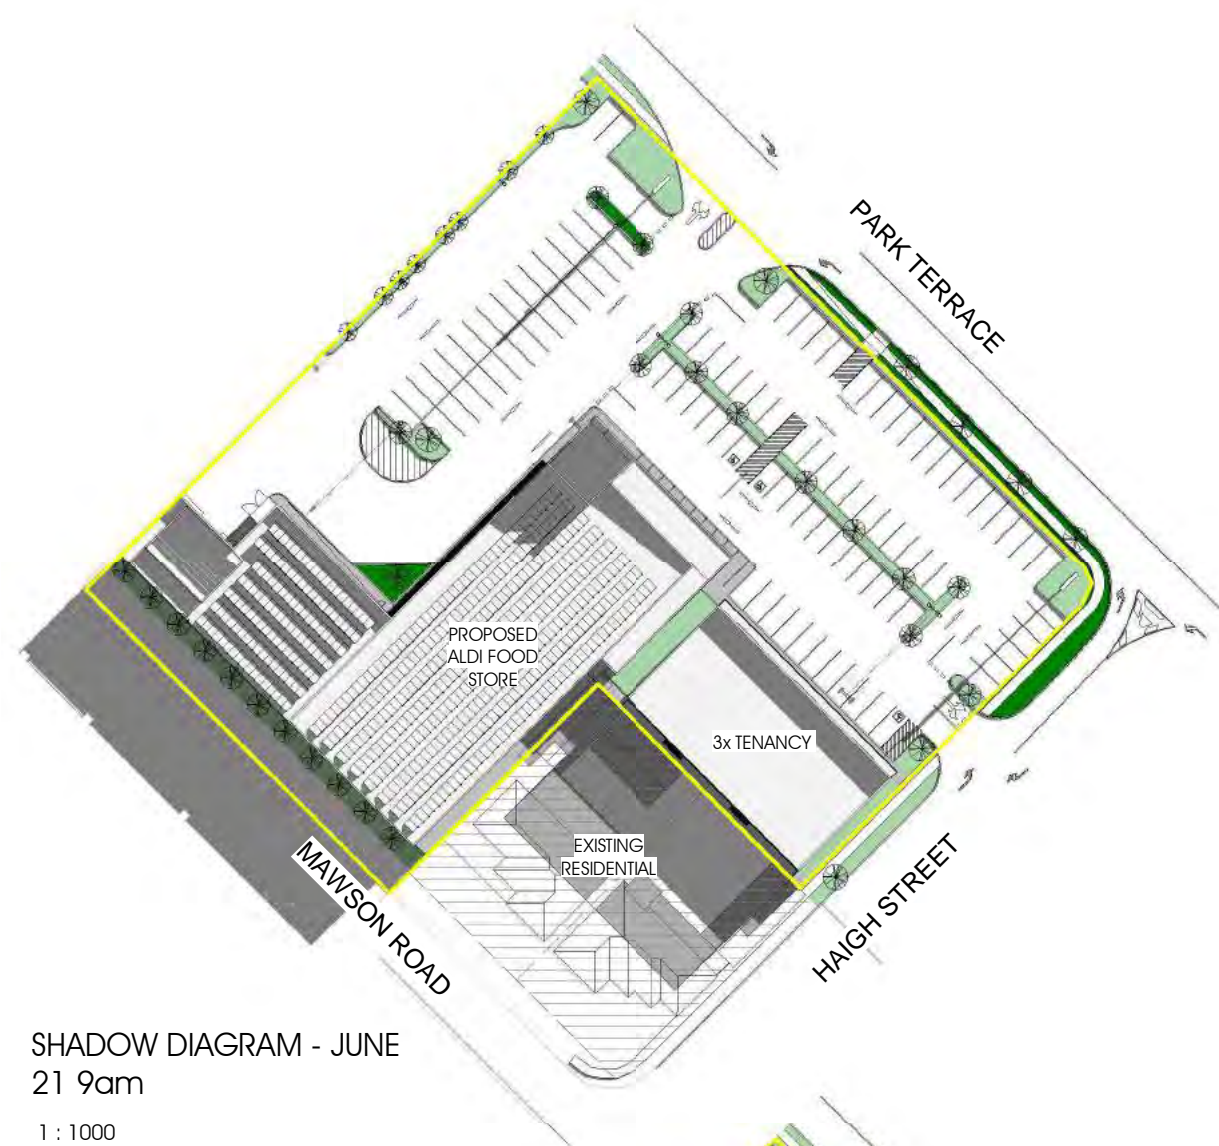 PARK TERRACE
PROPOSED
ALDI FOOD
STORE
3x TENANCY
EXISTING
RESIDENTIAL
MAWSON ROAD
HAIGH STREET
SHADOW DIAGRAM - JUNE
21 9am
1 : 1000